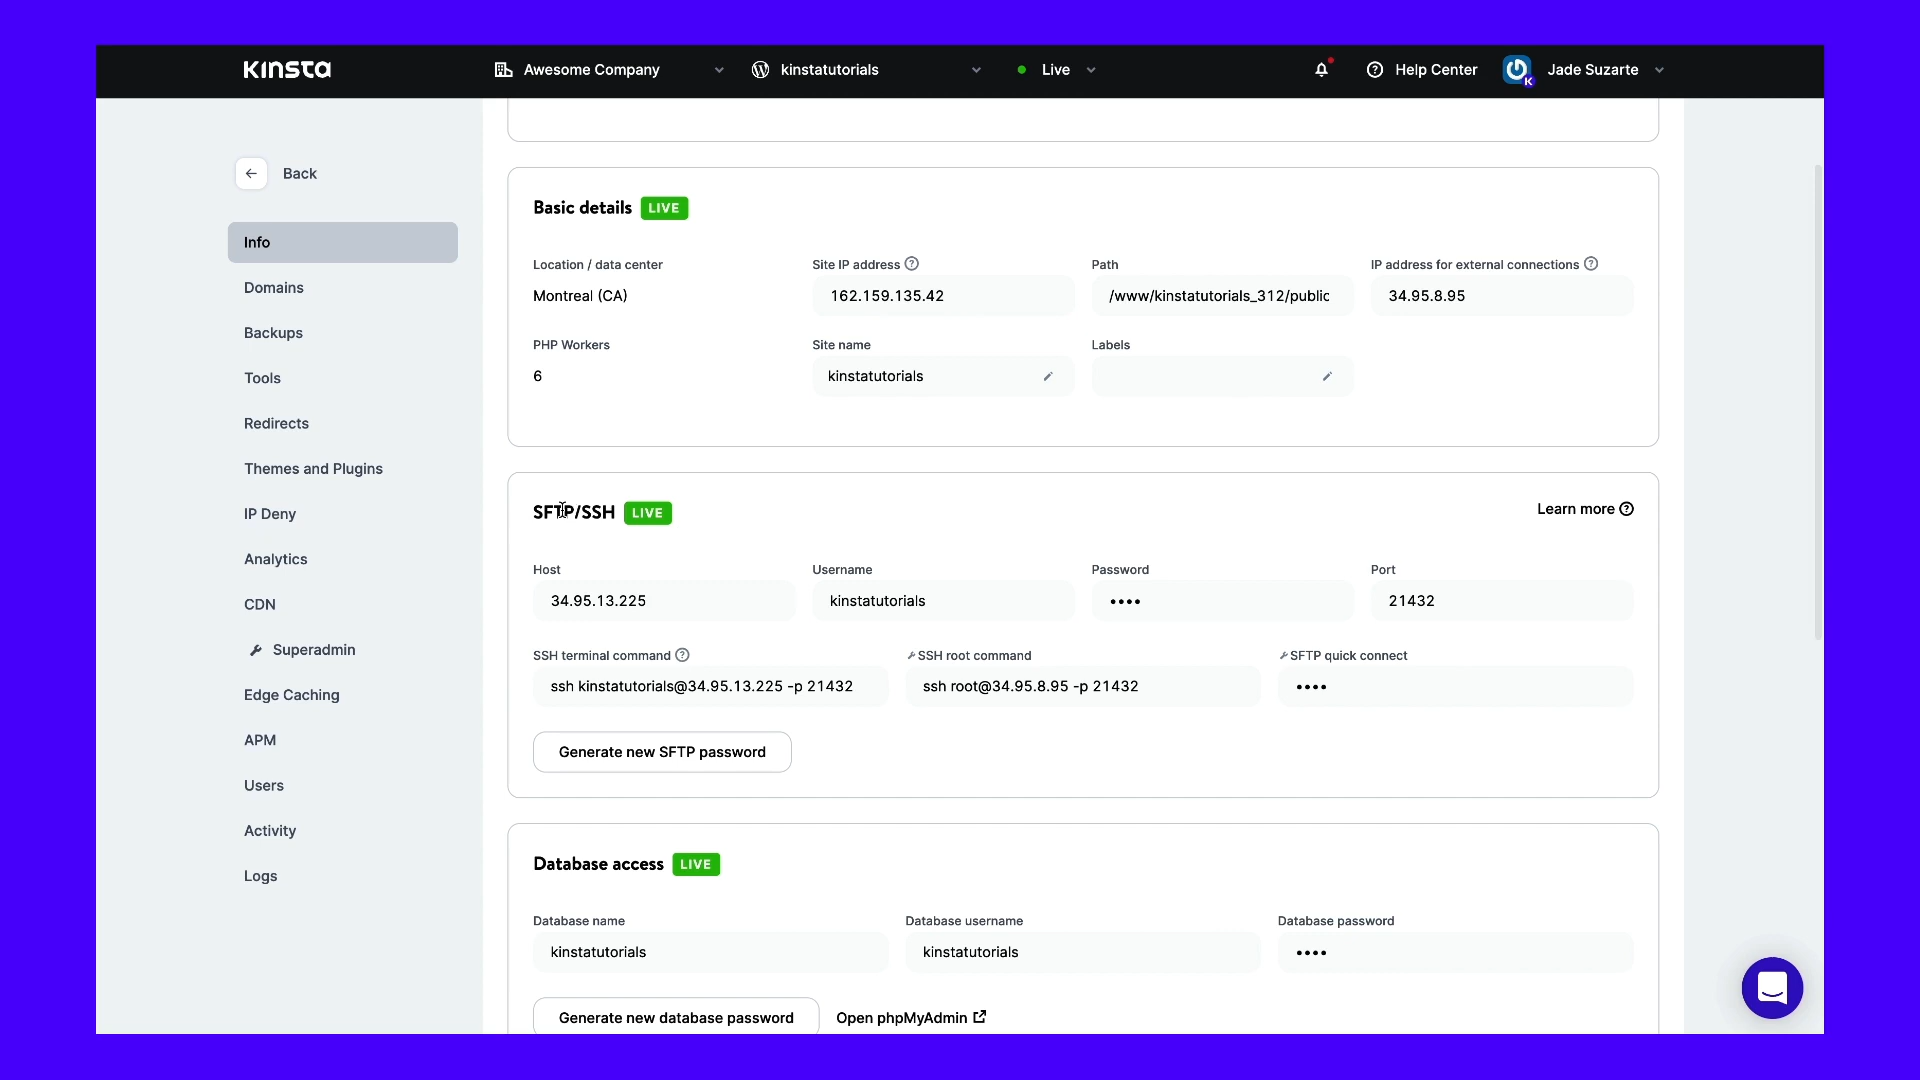 Kinsta
Awesome Company
kinstatutorials
Live
Help Center
K
Jade Suzarte
Back
Info
Domains
Backups
Tools
Redirects
Themes and Plugins
IP Deny
Analytics
CDN
Superadmin
Edge Caching
APM
Users
Activity
Logs
Basic details LIVE
Location / data center
Site IP address ?
Path
IP address for external connections ?
Montreal (CA)
162.159.135.42
/www/kinstatutorials_312/public
34.95.8.95
PHP Workers
Site name
Labels
6
kinstatutorials
SFTP/SSH LIVE
Learn more ?
Host
Username
Password
Port
34.95.13.225
kinstatutorials
••••
21432
SSH terminal command ?
SSH root command
SFTP quick connect
ssh kinstatutorials@34.95.13.225 -p 21432
ssh root@34.95.8.95 -p 21432
••••
Generate new SFTP password
Database access LIVE
Database name
Database username
Database password
kinstatutorials
kinstatutorials
••••
Generate new database password
Open phpMyAdmin